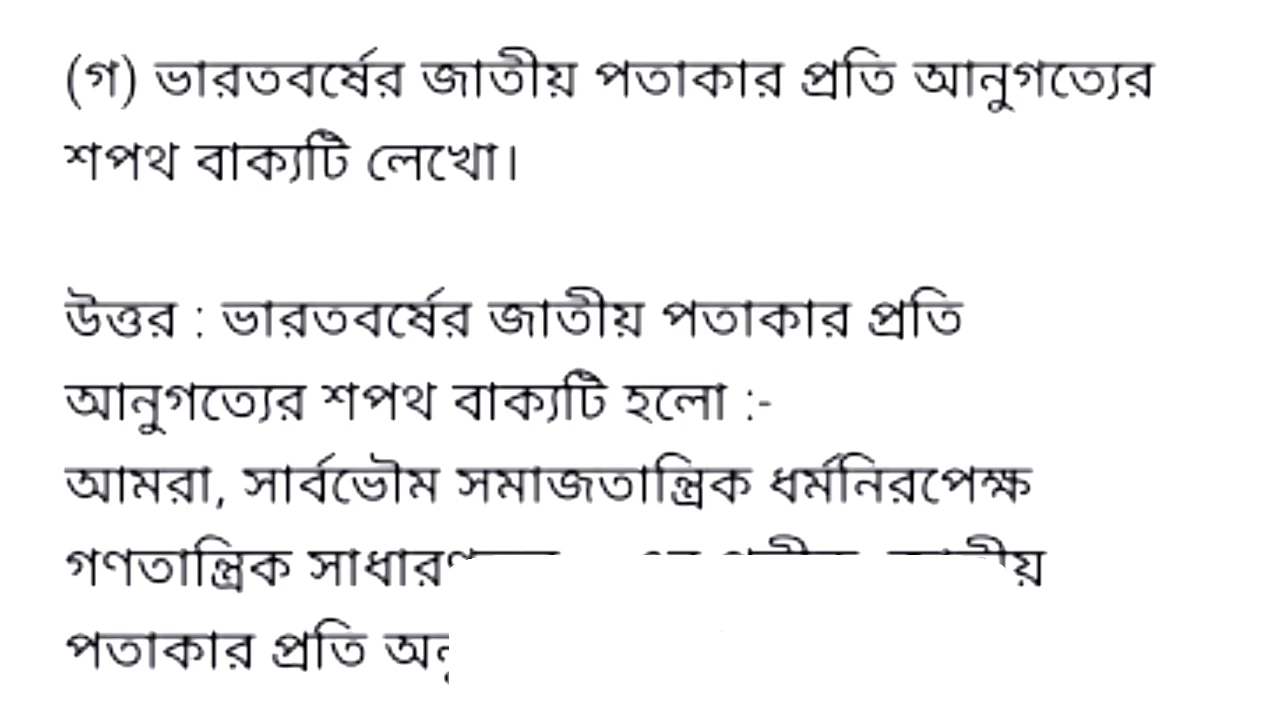 (গ) ভারতবর্ষের জাতীয় পতাকার প্রতি আনুগত্যের
শপথ বাক্যটি লেখো।
উত্তর : ভারতবর্ষের জাতীয় পতাকার প্রতি
আনুগত্যের শপথ বাক্যটি হলো :-
আমরা, সার্বভৌম সমাজতান্ত্রিক ধর্মনিরপেক্ষ
গণতান্ত্রিক
পতাকার প্রতি